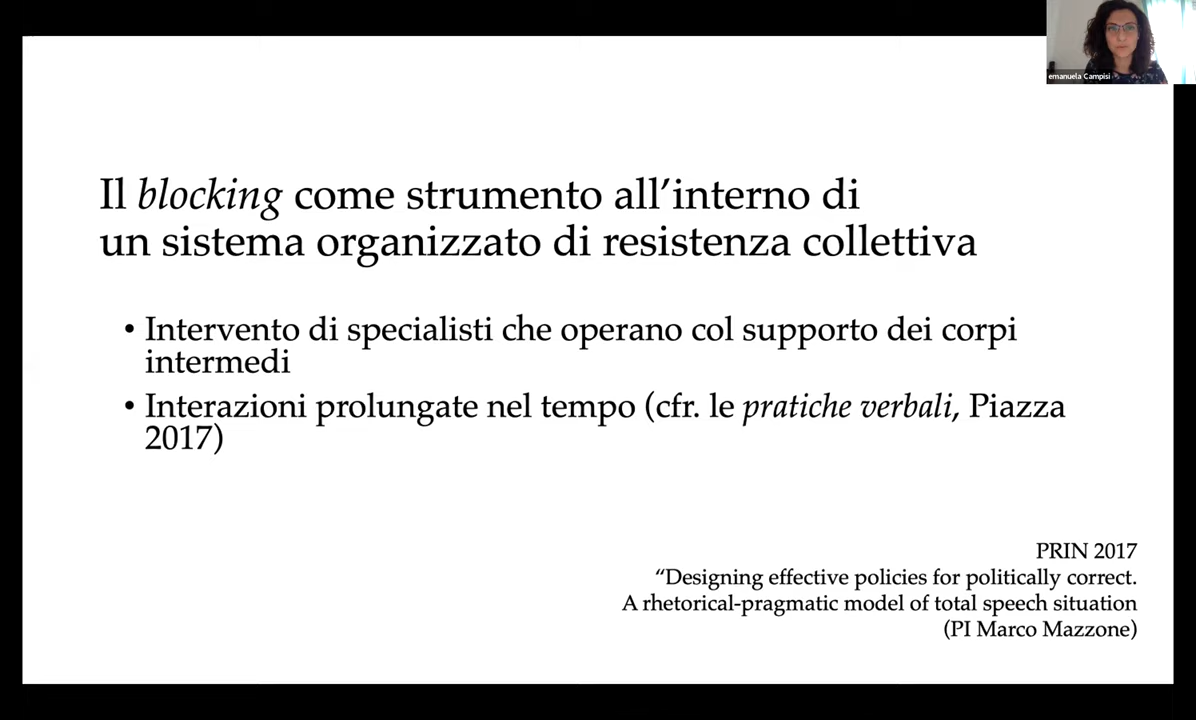 emanuela Campisi
Il blocking come strumento all’interno di
un sistema organizzato di resistenza collettiva
• Intervento di specialisti che operano col supporto dei corpi
intermedi
• Interazioni prolungate nel tempo (cfr. le pratiche verbali, Piazza
2017)
PRIN 2017
“Designing effective policies for politically correct.
A rhetorical-pragmatic model of total speech situation
(PI Marco Mazzone)